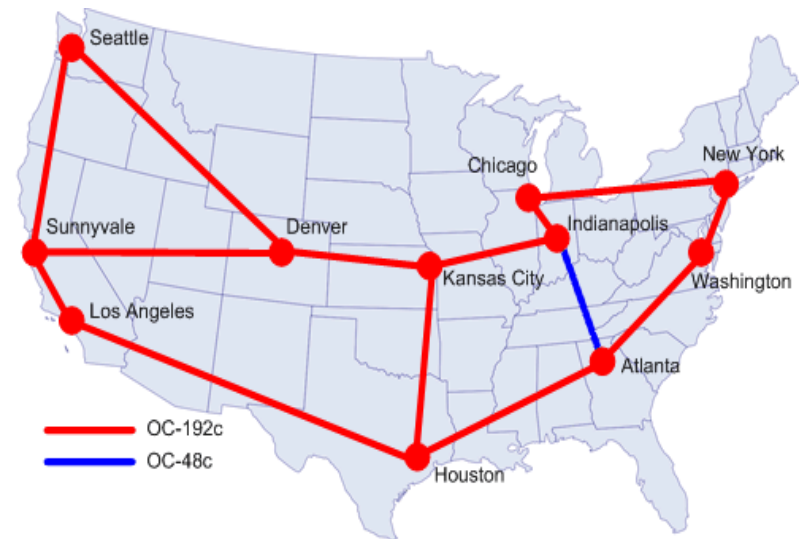 Seattle
New York
Chicago
Sunnyvale
Denver
Indianapolis
Kansas City
Washington
Los Angeles
Atlanta
OC-192c
OC-48c
Houston